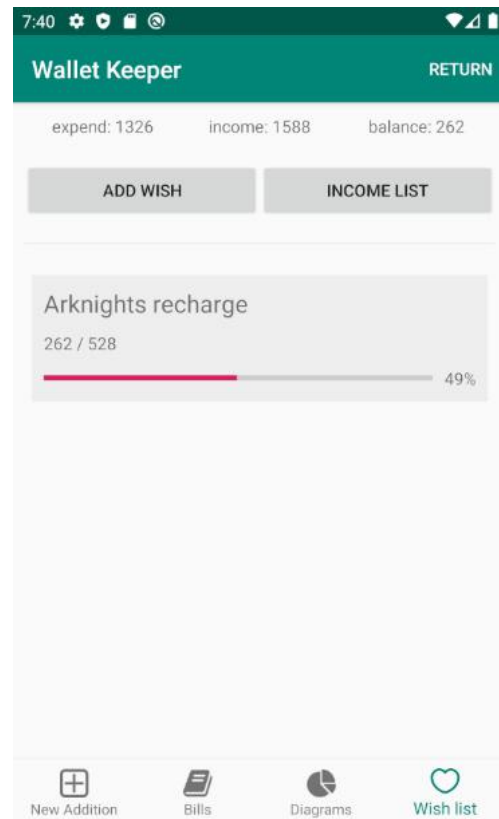 7:40
Wallet Keeper RETURN
expend: 1326 income: 1588 balance: 262
ADD WISH INCOME LIST
Arknights recharge
262 / 528
49%
New Addition Bills Diagrams Wish list